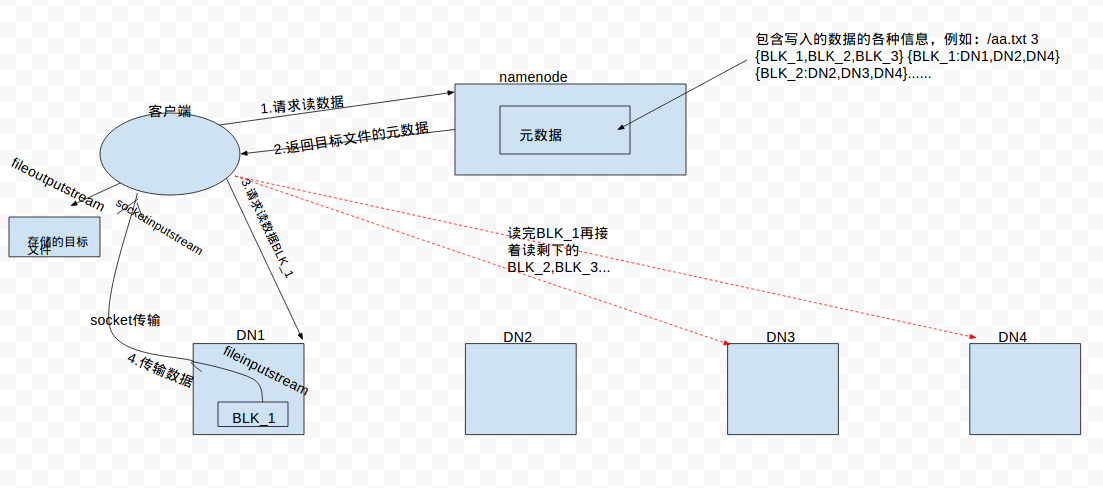 包含写入的数据的各种信息，例如：/aa.txt 3
{BLK_1,BLK_2,BLK_3} {BLK_1:DN1,DN2,DN4}
{BLK_2:DN2,DN3,DN4}......
namenode
元数据
客户端
1.请求读数据
2.返回目标文件的元数据
fileoutputstream
socketinputstream
3.请求读数据BLK_1
存储的目标
文件
读完BLK_1再接
着读剩下的
BLK_2,BLK_3...
socket传输
4.传输数据
DN1
fileinputstream
BLK_1
DN2
DN3
DN4